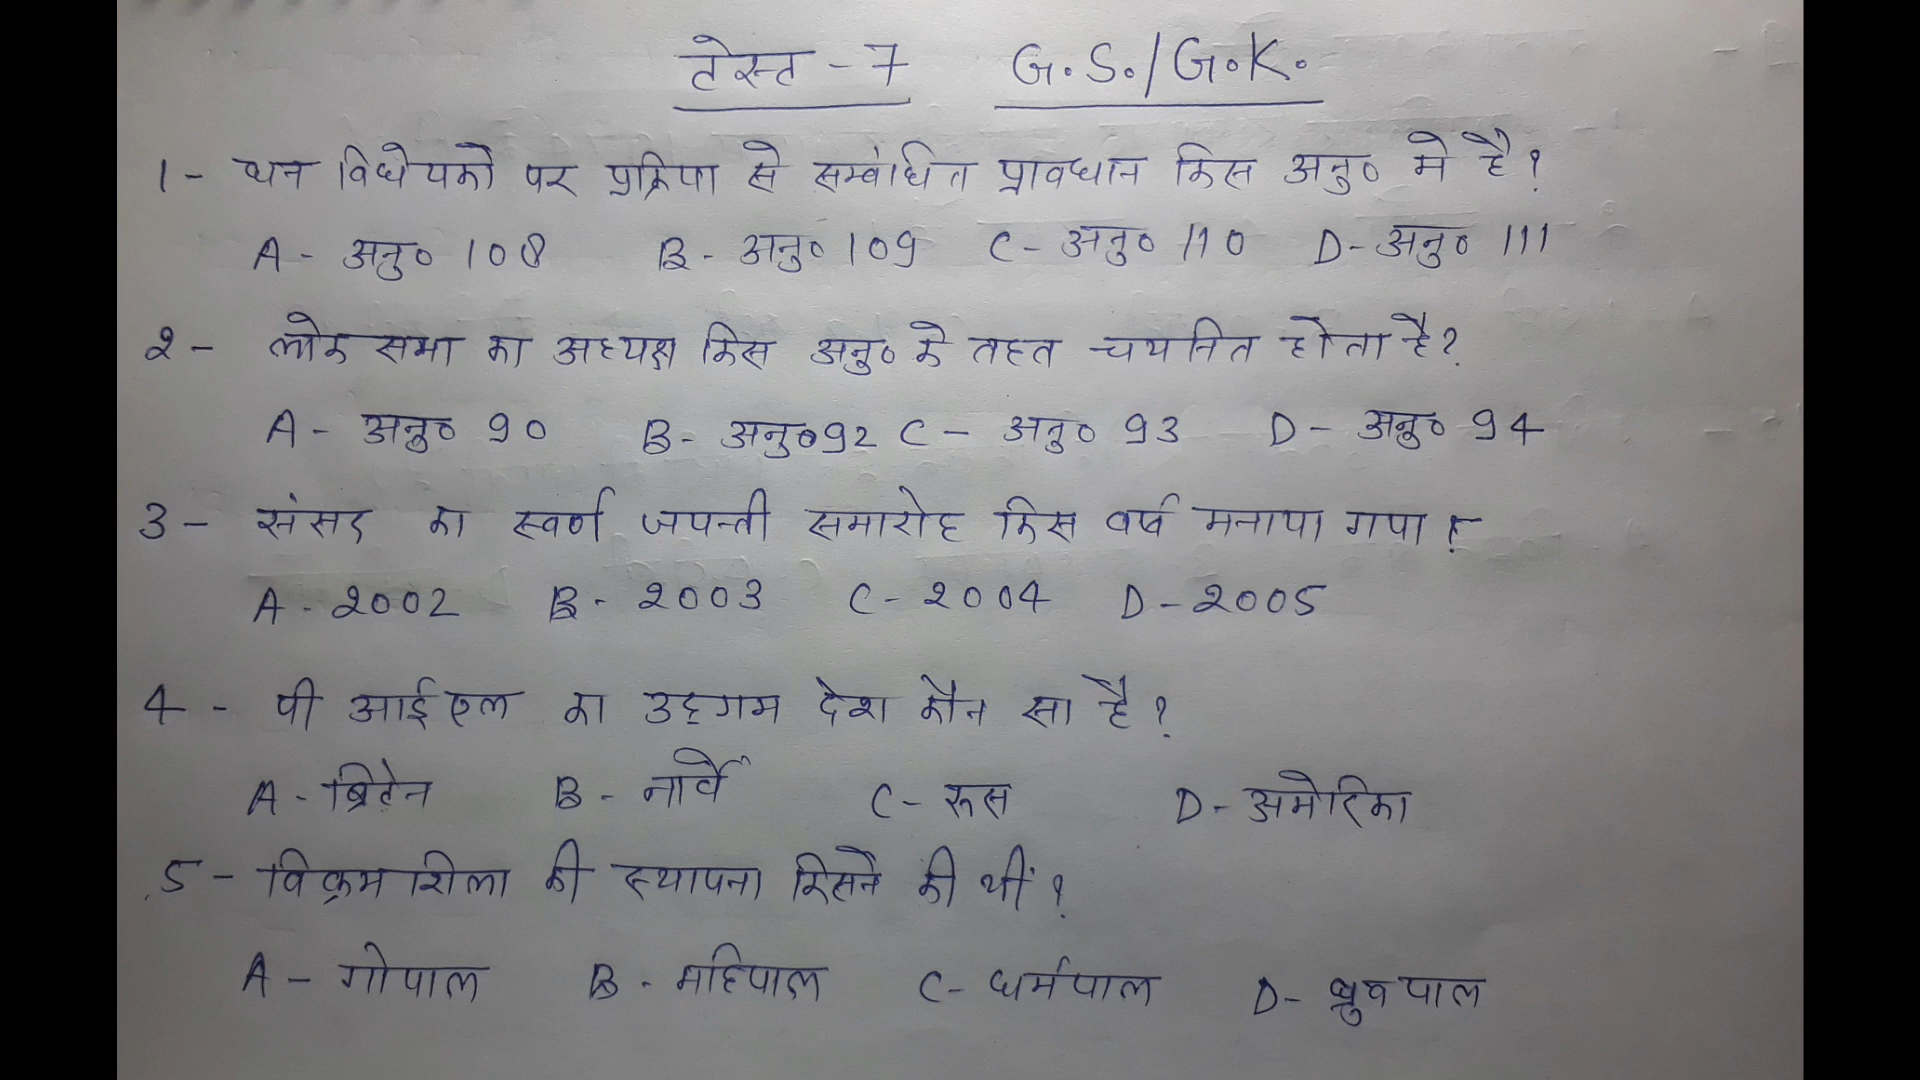 टेस्ट - 7 G.S./G.K.
1 - धन विधेयको पर प्रक्रिया से सम्बंधित प्रावधान किस अनु० मे है?
A - अनु० 108 B - अनु० 109 C - अनु० 110 D - अनु० 111
2 - लोक सभा का अध्यक्ष किस अनु० के तहत चयनित होता है?
A - अनु० 90 B - अनु० 92 C - अनु० 93 D - अनु० 94
3 - संसद का स्वर्ण जयन्ती समारोह किस वर्ष मनाया गया?
A - 2002 B - 2003 C - 2004 D - 2005
4 - पी आई एल का उद्गम देश कौन सा है?
A - ब्रिटेन B - नार्वें C - रूस D - अमेरिका
5 - विक्रमशिला की स्थापना किसने की थीं?
A - गोपाल B - महिपाल C - धर्मपाल D - ध्रुवपाल